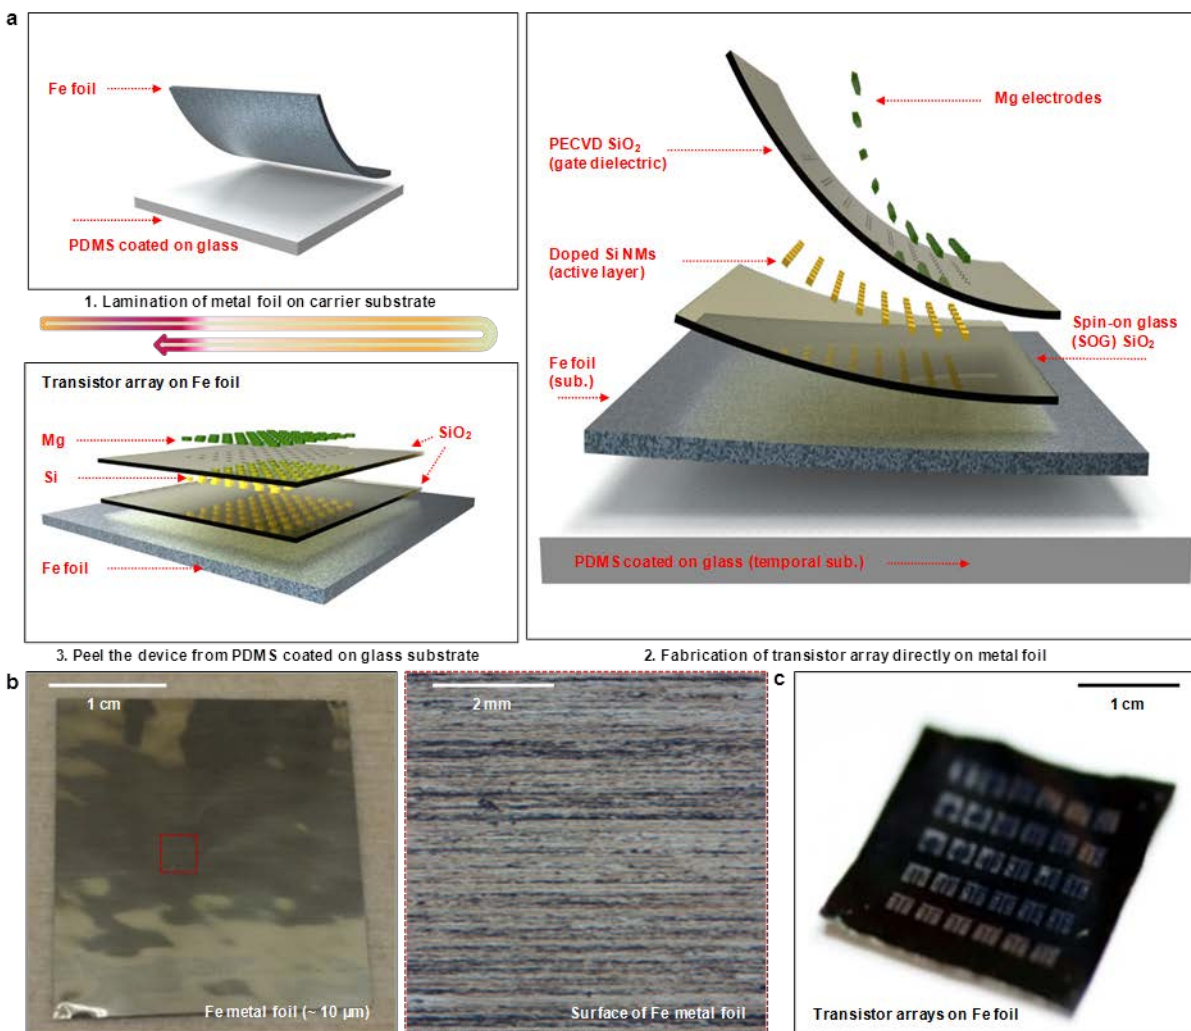 a
Fe foil
PDMS coated on glass
1. Lamination of metal foil on carrier substrate
Transistor array on Fe foil
Mg
SiO₂
Si
Fe foil
3. Peel the device from PDMS coated on glass substrate
Mg electrodes
PECVD SiO₂
(gate dielectric)
Doped Si NMs
(active layer)
Spin-on glass
(SOG) SiO₂
Fe foil
(sub.)
PDMS coated on glass (temporal sub.)
2. Fabrication of transistor array directly on metal foil
b
1 cm
Fe metal foil (~ 10 µm)
2 mm
Surface of Fe metal foil
c
1 cm
Transistor arrays on Fe foil